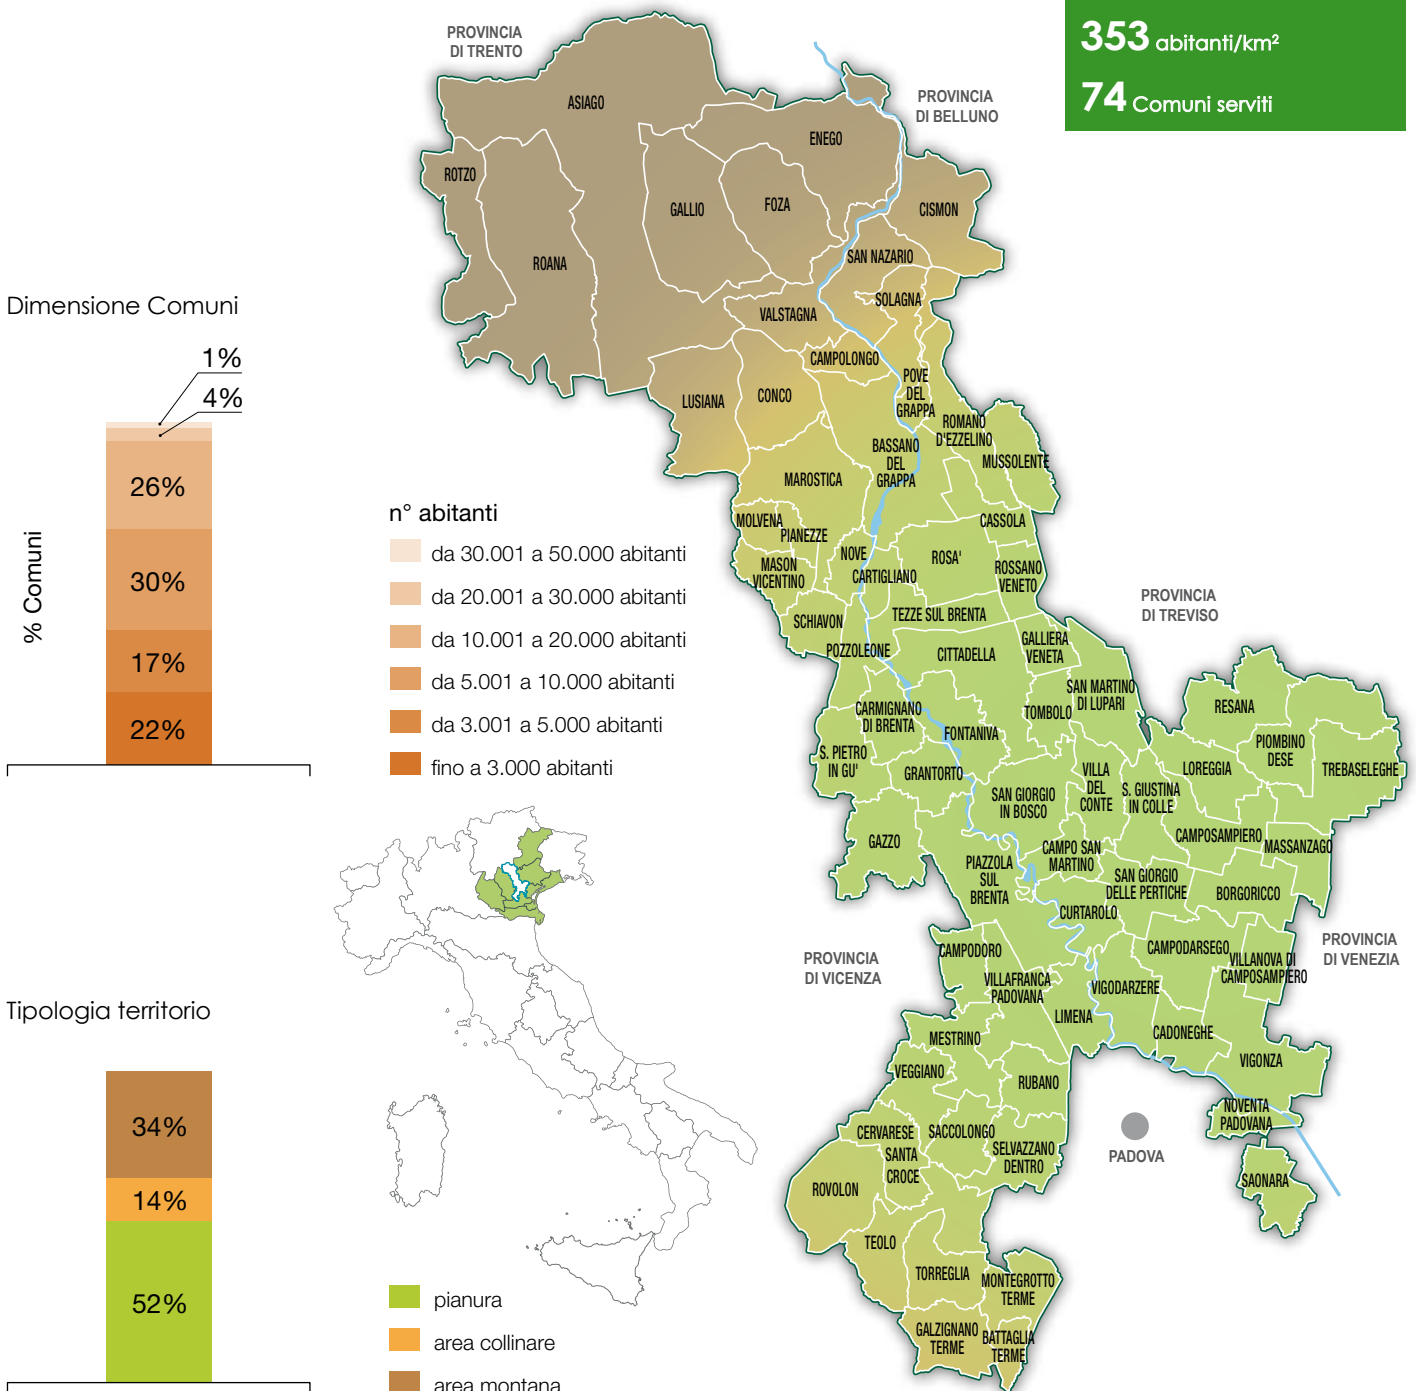 353 abitanti/km²
74 Comuni serviti
PROVINCIA
DI TRENTO
PROVINCIA
DI BELLUNO
ASIAGO
ENEGO
ROTZO
GALLIO
FOZA
CISMON
ROANA
SAN NAZARIO
SOLAGNA
VALSTAGNA
CAMPOLONGO
POVE
DEL
GRAPPA
LUSIANA
CONCO
ROMANO
D'EZZELINO
BASSANO
DEL
GRAPPA
MUSSOLENTE
MAROSTICA
MOLVENA
PIANEZZE
CASSOLA
NOVE
ROSA'
MASON
VICENTINO
CARTIGLIANO
ROSSANO
VENETO
SCHIAVON
TEZZE SUL BRENTA
POZZOLEONE
CITTADELLA
GALLIERA
VENETA
PROVINCIA
DI TREVISO
SAN MARTINO
DI LUPARI
CARMIGNANO
DI BRENTA
TOMBOLO
RESANA
FONTANIVA
S. PIETRO
IN GU'
GRANTORTO
PIOMBINO
DESE
VILLA
DEL
CONTE
S. GIUSTINA
IN COLLE
LOREGGIA
TREBASELEGHE
SAN GIORGIO
IN BOSCO
GAZZO
CAMPO SAN
MARTINO
CAMPOSAMPIERO
MASSANZAGO
PIAZZOLA
SUL
BRENTA
SAN GIORGIO
DELLE PERTICHE
BORGORICCO
CURTAROLO
CAMPODORO
CAMPODARSEGO
VILLANOVA DI
CAMPOSAMPIERO
PROVINCIA
DI VENEZIA
PROVINCIA
DI VICENZA
VILLAFRANCA
PADOVANA
VIGODARZERE
LIMENA
MESTRINO
CADONEGHE
VEGGIANO
RUBANO
VIGONZA
NOVENTA
PADOVANA
CERVARESE
SANTA
CROCE
SACCOLONGO
SELVAZZANO
DENTRO
PADOVA
SAONARA
ROVOLON
TEOLO
TORREGLIA
MONTEGROTTO
TERME
GALZIGNANO
TERME
BATTAGLIA
TERME
Dimensione Comuni
1%
4%
26%
30%
17%
22%
% Comuni
n° abitanti
da 30.001 a 50.000 abitanti
da 20.001 a 30.000 abitanti
da 10.001 a 20.000 abitanti
da 5.001 a 10.000 abitanti
da 3.001 a 5.000 abitanti
fino a 3.000 abitanti
Tipologia territorio
34%
14%
52%
pianura
area collinare
area montana